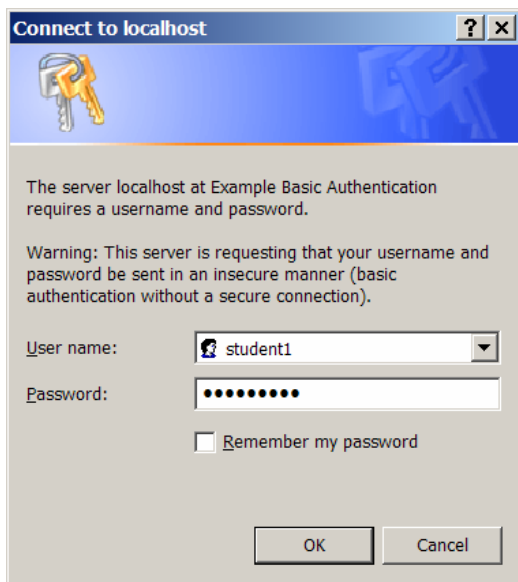 Connect to localhost
The server localhost at Example Basic Authentication
requires a username and password.
Warning: This server is requesting that your username and
password be sent in an insecure manner (basic
authentication without a secure connection).
User name: student1
Password: •••••••••
Remember my password
OK Cancel